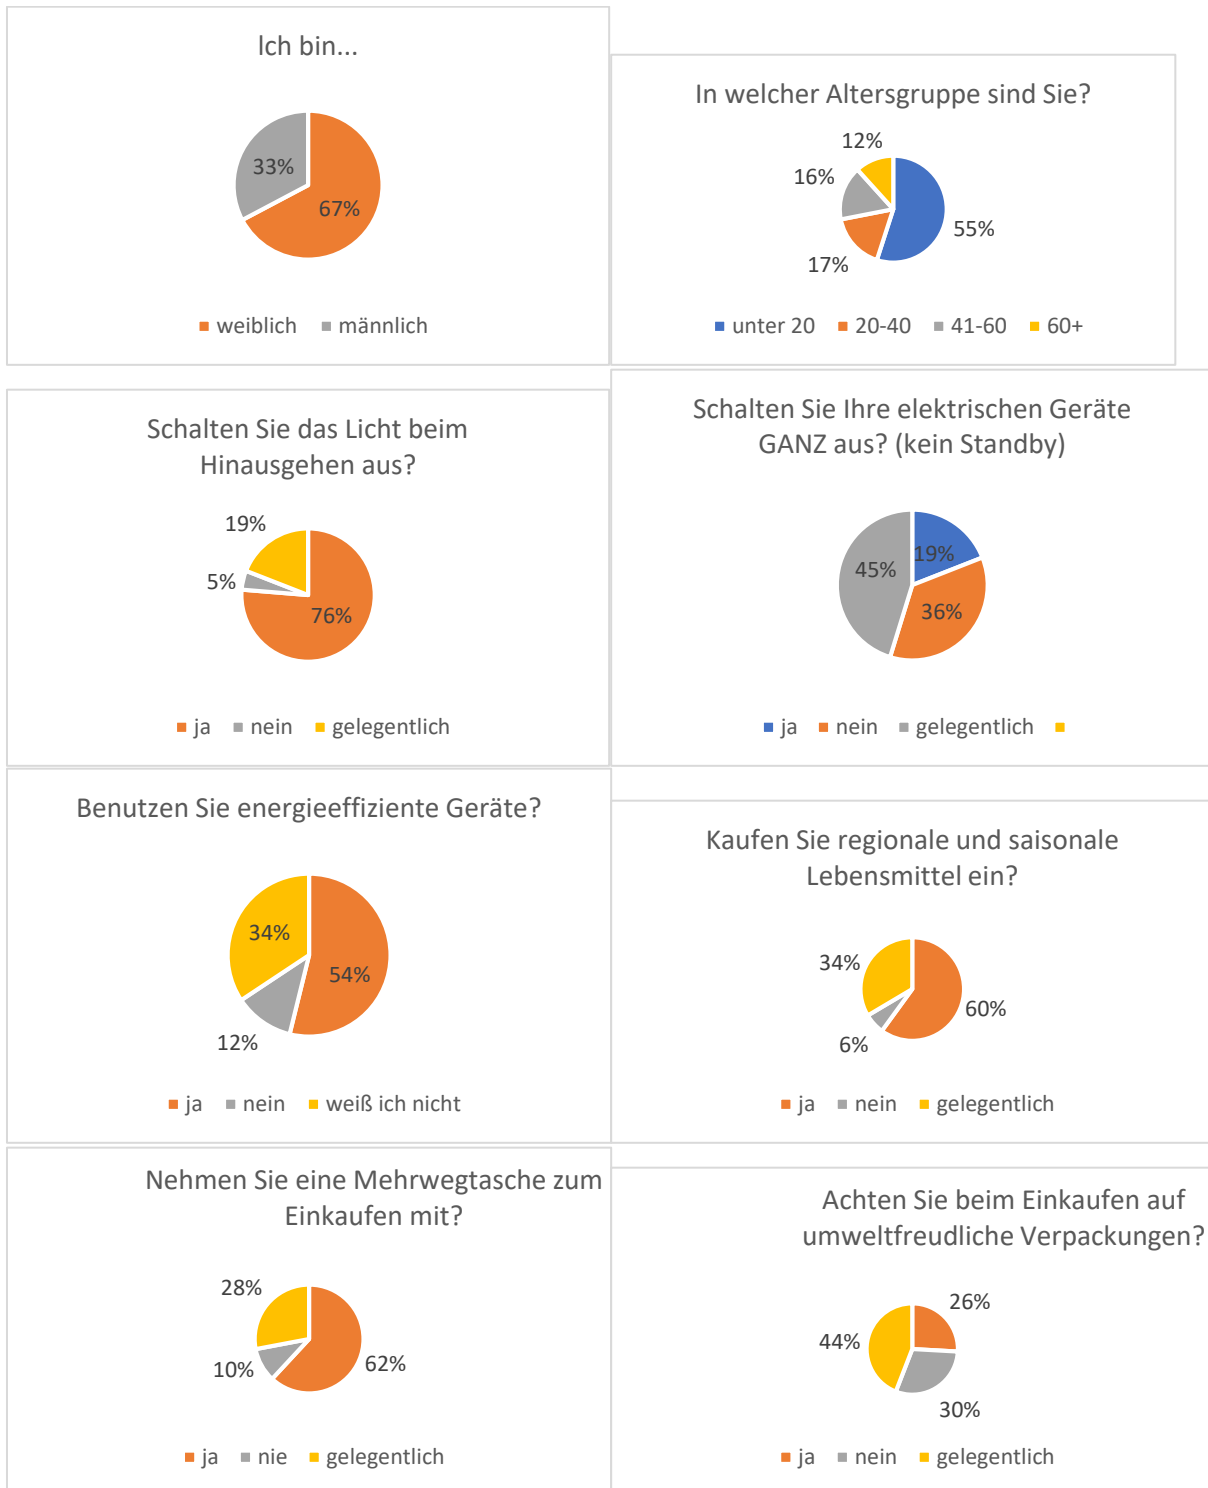 Ich bin...
33%
67%
weiblich männlich
In welcher Altersgruppe sind Sie?
12%
16%
55%
17%
unter 20 20-40 41-60 60+
Schalten Sie das Licht beim
Hinausgehen aus?
19%
5%
76%
ja nein gelegentlich
Schalten Sie Ihre elektrischen Geräte
GANZ aus? (kein Standby)
19%
45%
36%
ja nein gelegentlich
Benutzen Sie energieeffiziente Geräte?
34%
54%
12%
ja nein weiß ich nicht
Kaufen Sie regionale und saisonale
Lebensmittel ein?
34%
60%
6%
ja nein gelegentlich
Nehmen Sie eine Mehrwegtasche zum
Einkaufen mit?
28%
10%
62%
ja nie gelegentlich
Achten Sie beim Einkaufen auf
umweltfreudliche Verpackungen?
26%
44%
30%
ja nein gelegentlich